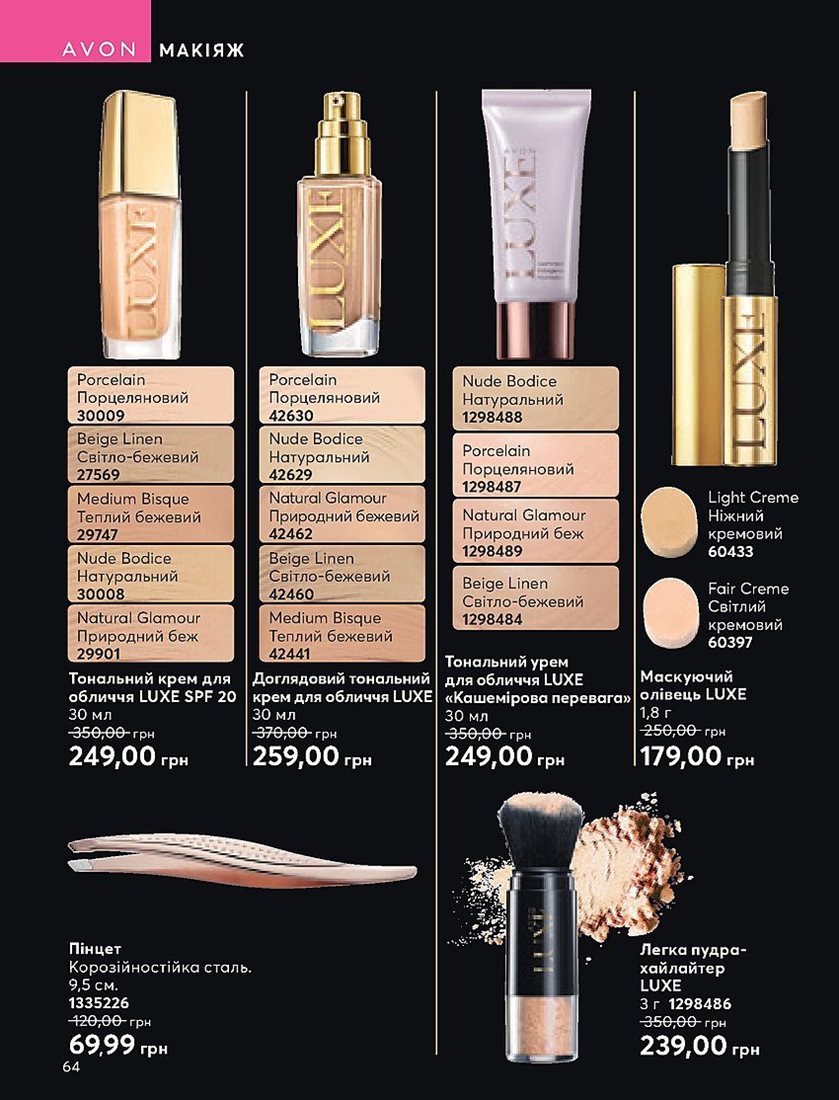 AVON МАКІЯЖ
LUXE
Porcelain
Порцеляновий
30009
Beige Linen
Світло-бежевий
27569
Medium Bisque
Теплий бежевий
29747
Nude Bodice
Натуральний
30008
Natural Glamour
Природний беж
29901
Тональний крем для
обличчя LUXE SPF 20
30 мл
350,00 грн
249,00 грн
LUXE
Porcelain
Порцеляновий
42630
Nude Bodice
Натуральний
42629
Natural Glamour
Природний бежевий
42462
Beige Linen
Світло-бежевий
42460
Medium Bisque
Теплий бежевий
42441
Доглядовий тональний
крем для обличчя LUXE
30 мл
370,00 грн
259,00 грн
AVON
LUXE
Nude Bodice
Натуральний
1298488
Porcelain
Порцеляновий
1298487
Natural Glamour
Природний беж
1298489
Beige Linen
Світло-бежевий
1298484
Тональний урем
для обличчя LUXE
«Кашемірова перевага»
30 мл
350,00 грн
249,00 грн
LUXE
Light Creme
Ніжний
кремовий
60433
Fair Creme
Світлий
кремовий
60397
Маскуючий
олівець LUXE
1,8 г
250,00 грн
179,00 грн
Пінцет
Корозійностійка сталь.
9,5 см.
1335226
120,00 грн
69,99 грн
LUXE
Легка пудра-
хайлайтер
LUXE
3 г 1298486
350,00 грн
239,00 грн
64